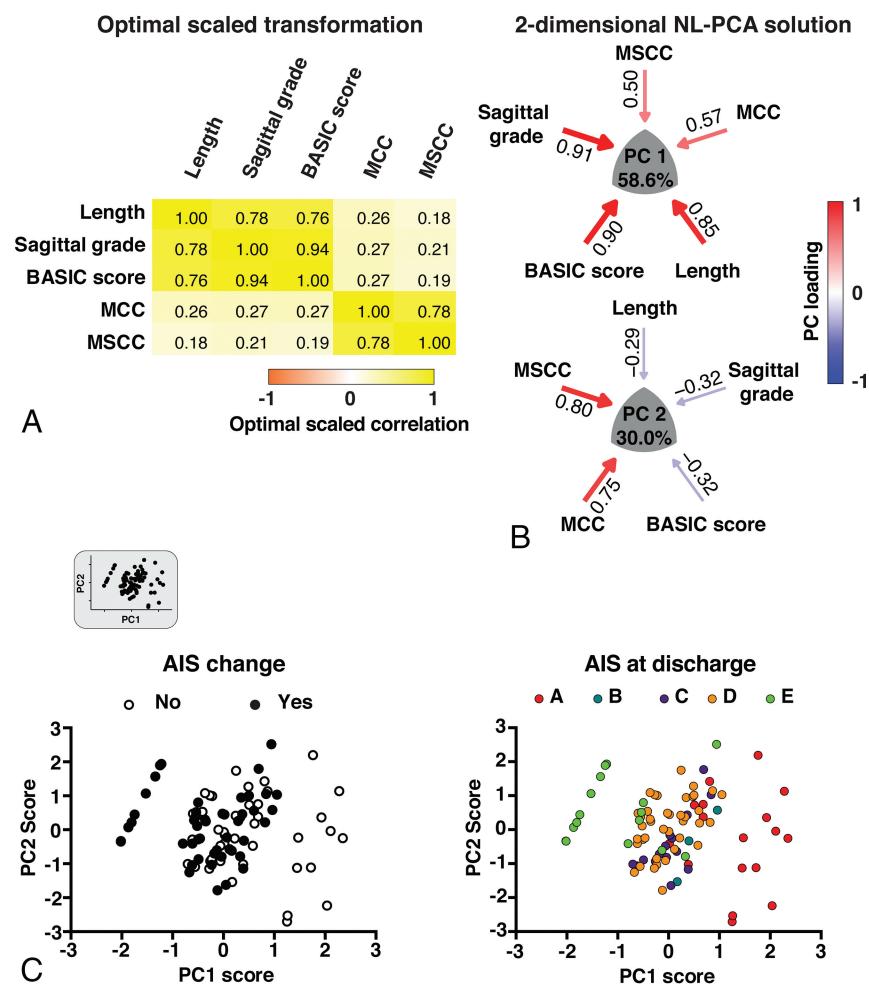 Optimal scaled transformation
Length
Sagittal grade
BASIC score
MCC
MSCC
Length 1.00 0.78 0.76 0.26 0.18
Sagittal grade 0.78 1.00 0.94 0.27 0.21
BASIC score 0.76 0.94 1.00 0.27 0.19
MCC 0.26 0.27 0.27 1.00 0.78
MSCC 0.18 0.21 0.19 0.78 1.00
-1 0 1
Optimal scaled correlation
A
2-dimensional NL-PCA solution
MSCC
0.50
Sagittal
grade
0.91
MCC
0.57
PC 1
58.6%
0.90
BASIC score
0.85
Length
Length
−0.29
MSCC
0.80
Sagittal
grade
−0.32
PC 2
30.0%
0.75
MCC
−0.32
BASIC score
PC loading
1
0
-1
B
PC2
PC1
AIS change
No Yes
PC2 Score
3
2
1
0
-1
-2
-3
-3 -2 -1 0 1 2 3
PC1 score
C
AIS at discharge
A B C D E
PC2 Score
3
2
1
0
-1
-2
-3
-3 -2 -1 0 1 2 3
PC1 score